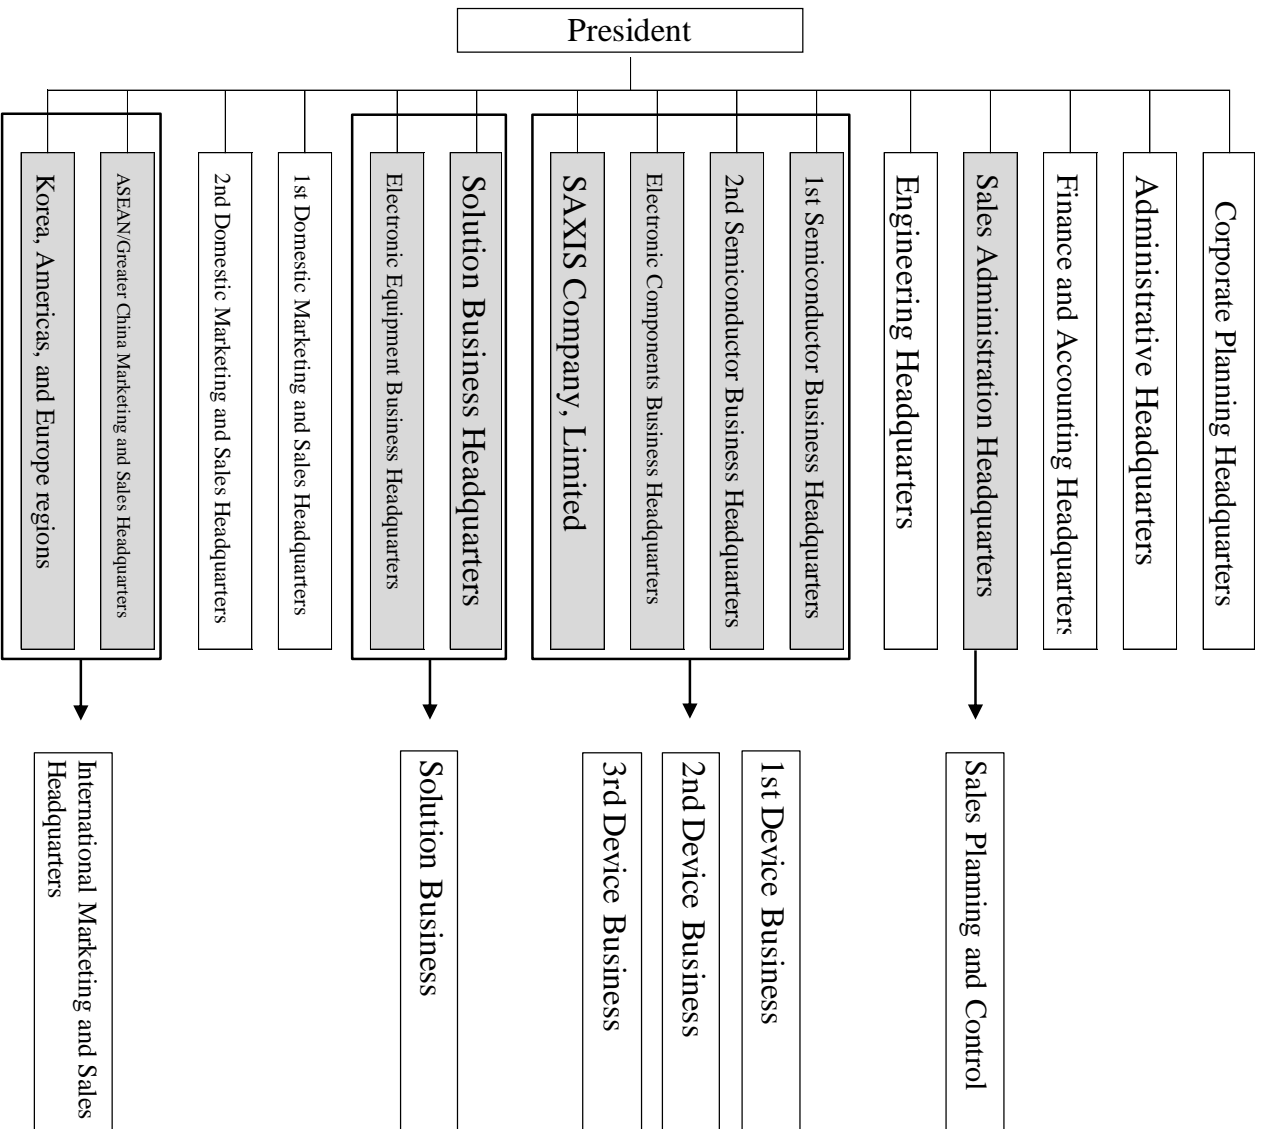 President
Korea, Americas, and Europe regions
ASEAN/Greater China Marketing and Sales Headquarters
2nd Domestic Marketing and Sales Headquarters
1st Domestic Marketing and Sales Headquarters
Electronic Equipment Business Headquarters
Solution Business Headquarters
SAXIS Company, Limited
Electronic Components Business Headquarters
2nd Semiconductor Business Headquarters
1st Semiconductor Business Headquarters
Engineering Headquarters
Sales Administration Headquarters
Finance and Accounting Headquarters
Administrative Headquarters
Corporate Planning Headquarters
International Marketing and Sales
Headquarters
Solution Business
3rd Device Business
2nd Device Business
1st Device Business
Sales Planning and Control